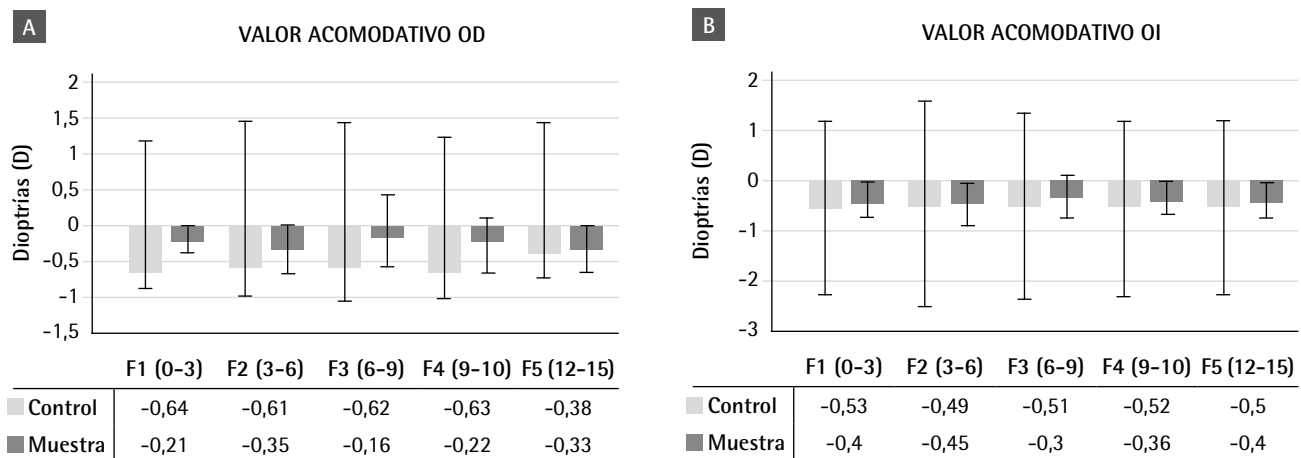 A
VALOR ACOMODATIVO OD
Dioptrías (D)
2
1,5
1
0,5
0
-0,5
-1
-1,5
F1 (0-3) F2 (3-6) F3 (6-9) F4 (9-10) F5 (12-15)
Control -0,64 -0,61 -0,62 -0,63 -0,38
Muestra -0,21 -0,35 -0,16 -0,22 -0,33
B
VALOR ACOMODATIVO OI
Dioptrías (D)
2
1
0
-1
-2
-3
F1 (0-3) F2 (3-6) F3 (6-9) F4 (9-10) F5 (12-15)
Control -0,53 -0,49 -0,51 -0,52 -0,5
Muestra -0,4 -0,45 -0,3 -0,36 -0,4